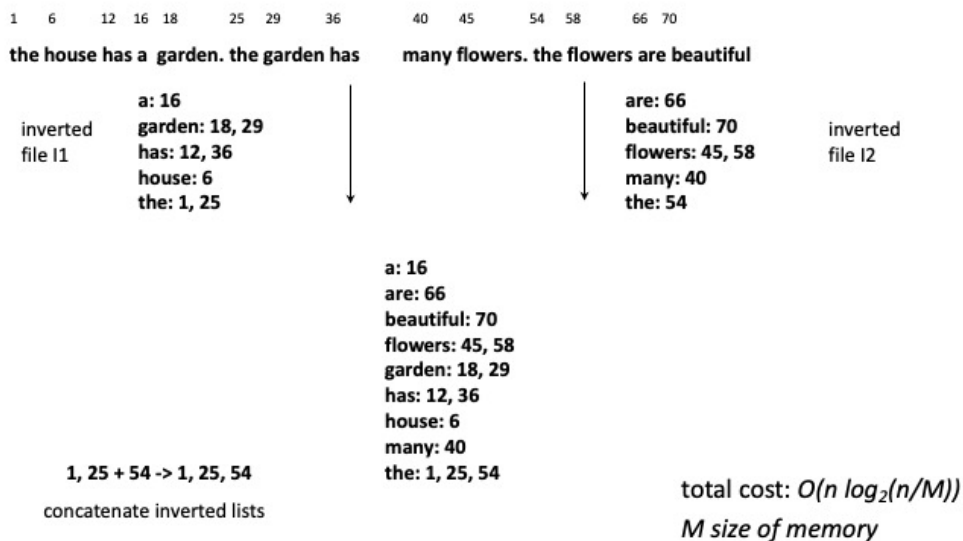 1 6 12 16 18 25 29 36 40 45 54 58 66 70
the house has a garden. the garden has many flowers. the flowers are beautiful
inverted
file I1
a: 16
garden: 18, 29
has: 12, 36
house: 6
the: 1, 25
are: 66
beautiful: 70
flowers: 45, 58
many: 40
the: 54
inverted
file I2
a: 16
are: 66
beautiful: 70
flowers: 45, 58
garden: 18, 29
has: 12, 36
house: 6
many: 40
the: 1, 25, 54
1, 25 + 54 -> 1, 25, 54
concatenate inverted lists
total cost: O(n log₂(n/M))
M size of memory